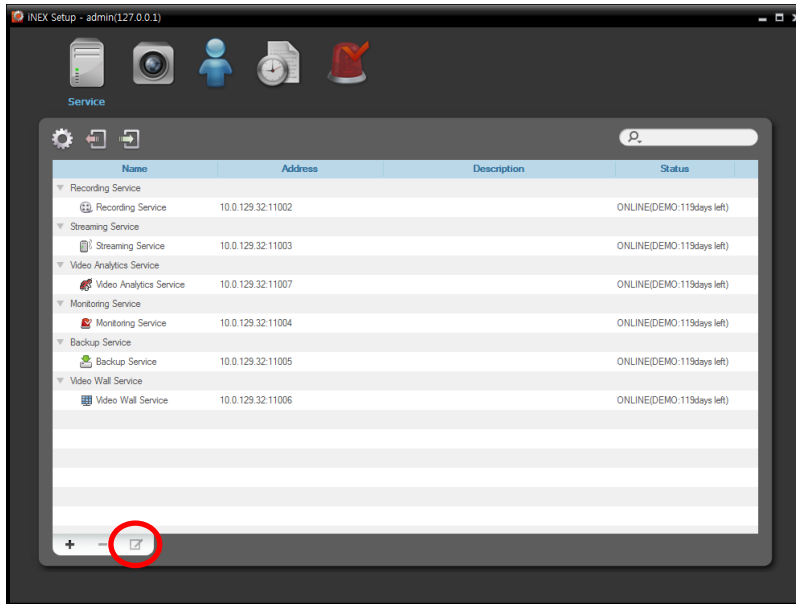 iNEX Setup - admin(127.0.0.1)
Service
Name Address Description Status
Recording Service
Recording Service 10.0.129.32:11002 ONLINE(DEMO:119days left)
Streaming Service
Streaming Service 10.0.129.32:11003 ONLINE(DEMO:119days left)
Video Analytics Service
Video Analytics Service 10.0.129.32:11007 ONLINE(DEMO:119days left)
Monitoring Service
Monitoring Service 10.0.129.32:11004 ONLINE(DEMO:119days left)
Backup Service
Backup Service 10.0.129.32:11005 ONLINE(DEMO:119days left)
Video Wall Service
Video Wall Service 10.0.129.32:11006 ONLINE(DEMO:119days left)